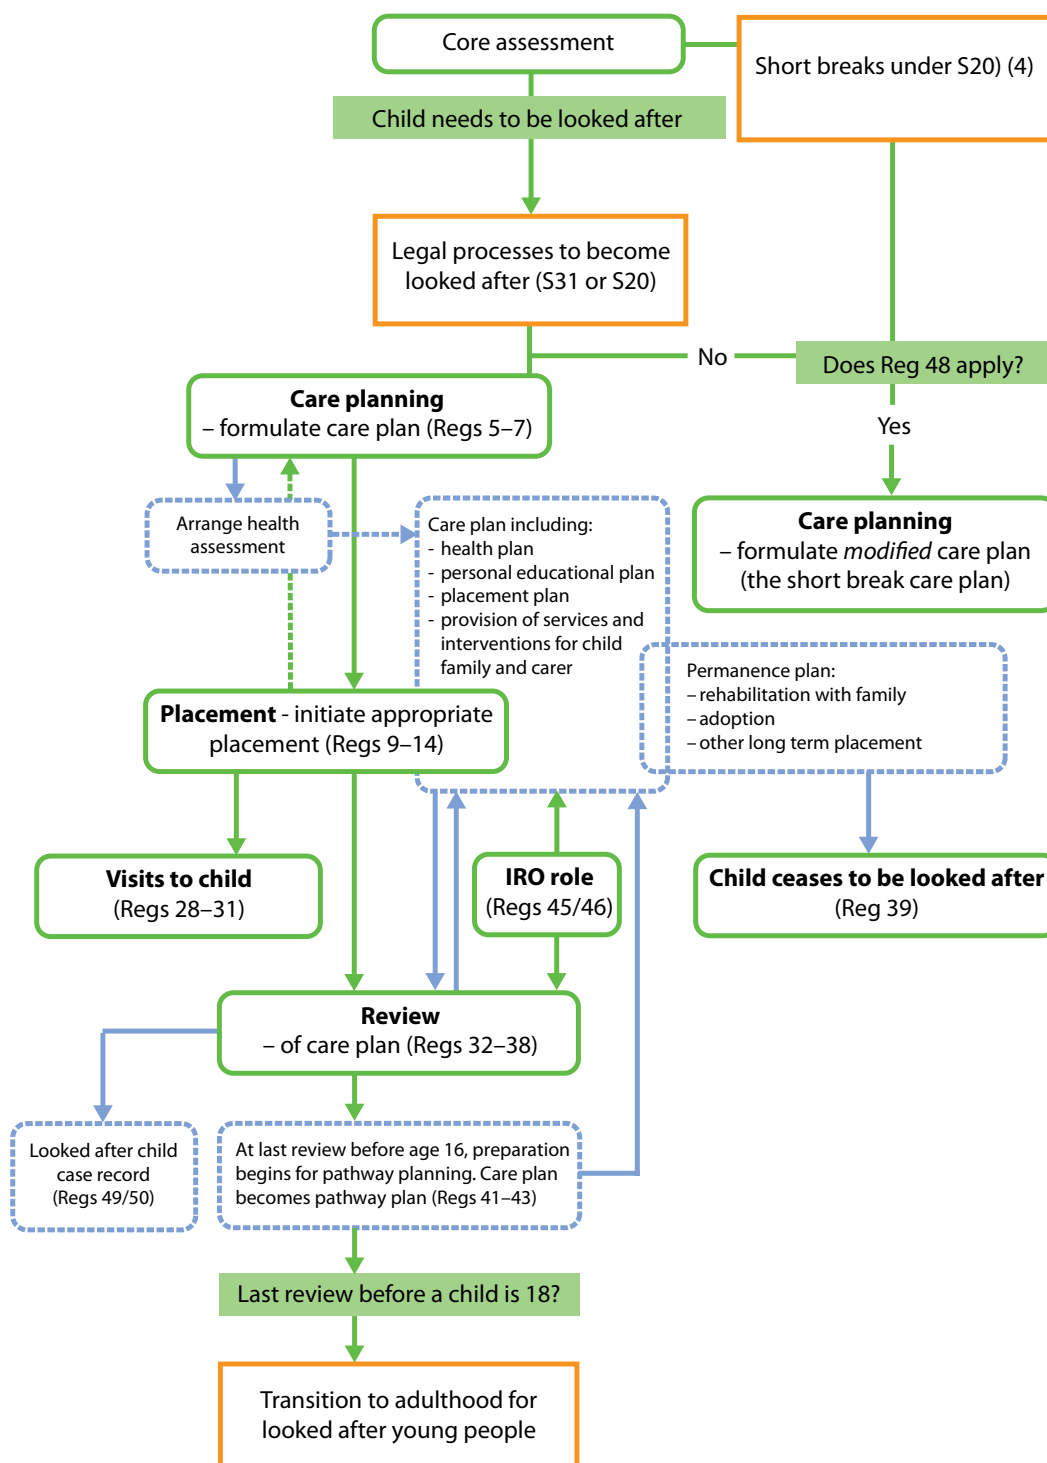 Core assessment
Short breaks under S20) (4)
Child needs to be looked after
Legal processes to become
looked after (S31 or S20)
No
Does Reg 48 apply?
Yes
Care planning
– formulate care plan (Regs 5–7)
Arrange health
assessment
Care plan including:
- health plan
- personal educational plan
- placement plan
- provision of services and
interventions for child
family and carer
Care planning
– formulate modified care plan
(the short break care plan)
Permanence plan:
– rehabilitation with family
– adoption
– other long term placement
Placement - initiate appropriate
placement (Regs 9–14)
Visits to child
(Regs 28–31)
IRO role
(Regs 45/46)
Child ceases to be looked after
(Reg 39)
Review
– of care plan (Regs 32–38)
Looked after child
case record
(Regs 49/50)
At last review before age 16, preparation
begins for pathway planning. Care plan
becomes pathway plan (Regs 41–43)
Last review before a child is 18?
Transition to adulthood for
looked after young people